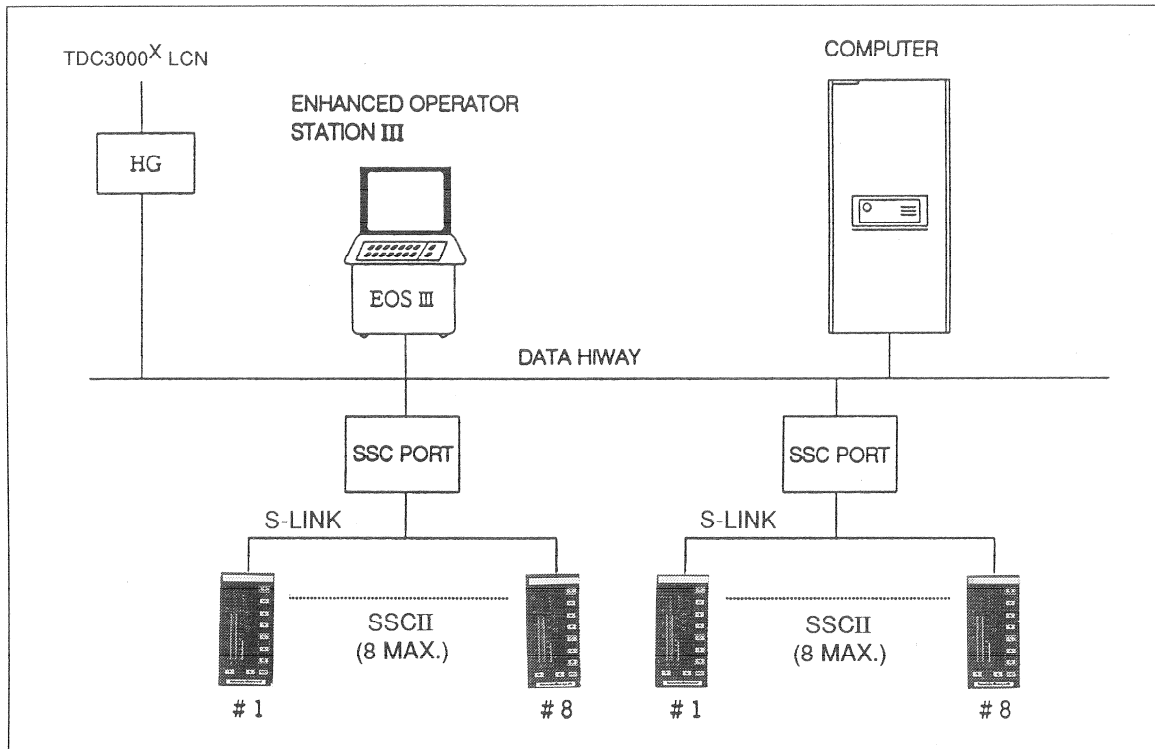 TDC3000X LCN
HG
ENHANCED OPERATOR
STATION III
EOS III
COMPUTER
DATA HIWAY
SSC PORT
SSC PORT
S-LINK
S-LINK
SSCII
(8 MAX.)
SSCII
(8 MAX.)
# 1
# 8
# 1
# 8